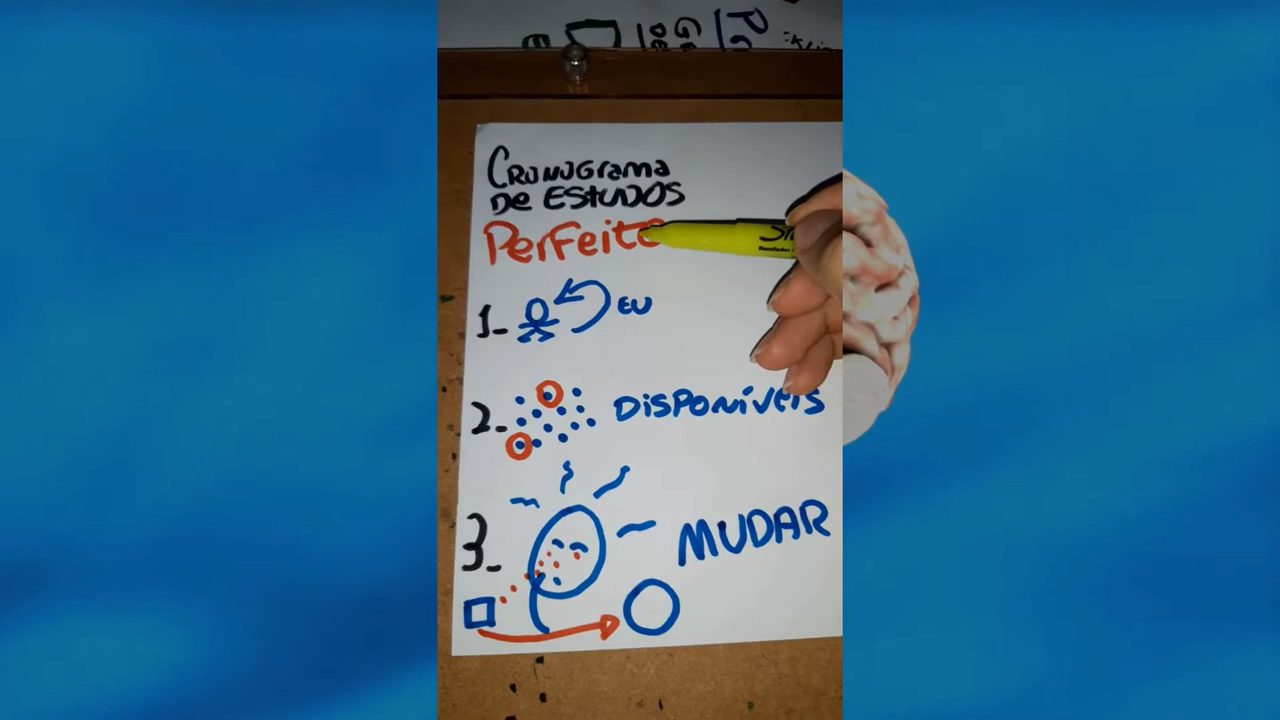 CRONOGrama
De ESTUDOS
PerFeito
1- EU
2- DISPONÍVEIS
3- MUDAR